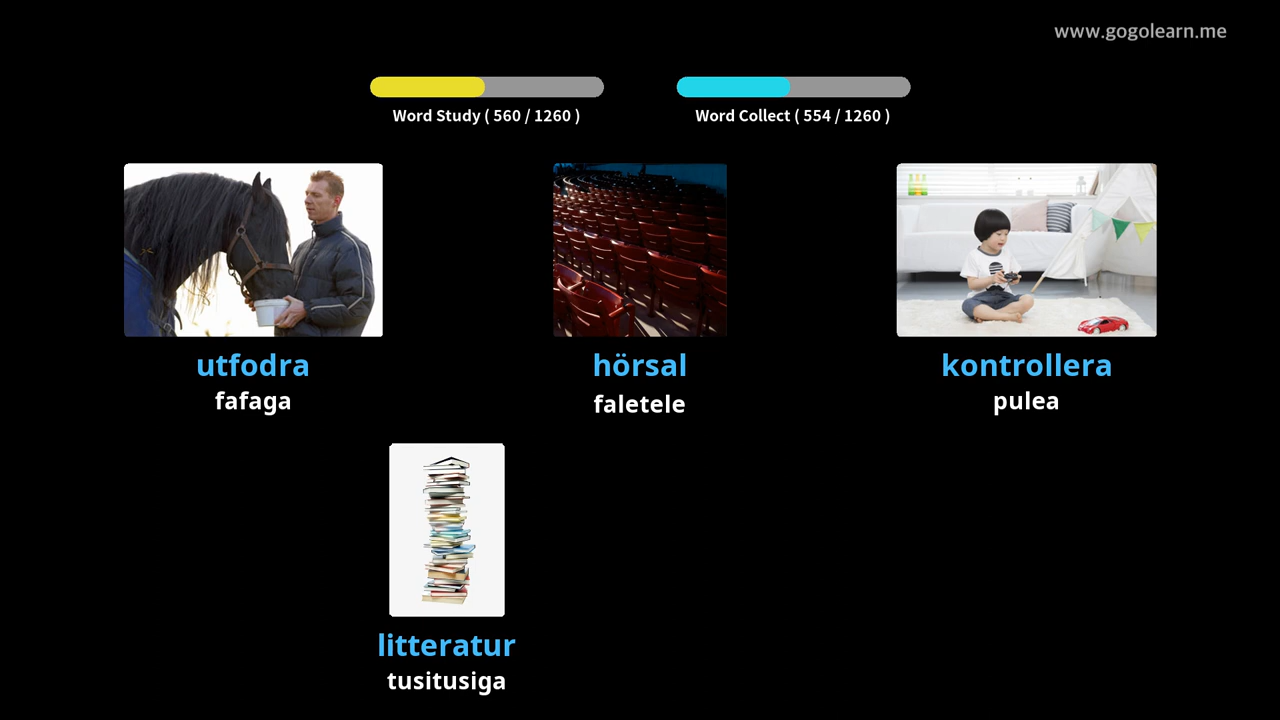 www.gogolearn.me
Word Study ( 560 / 1260 )
Word Collect ( 554 / 1260 )
utfodra
fafaga
hörsal
faletele
kontrollera
pulea
litteratur
tusitusiga